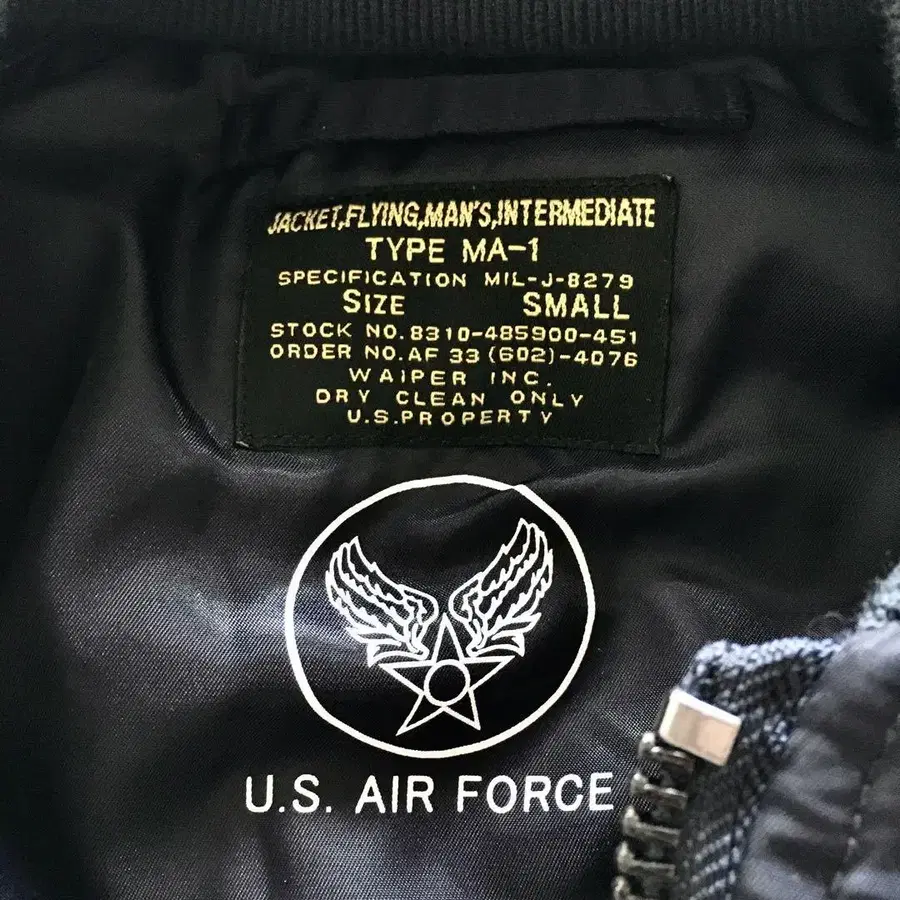 JACKET,FLYING,MAN'S,INTERMEDIATE
TYPE MA-1
SPECIFICATION MIL-J-8279
SIZE SMALL
STOCK NO.8310-485900-451
ORDER NO.AF 33 (602)-4076
WAIPER INC.
DRY CLEAN ONLY
U.S.PROPERTY
U.S. AIR FORCE